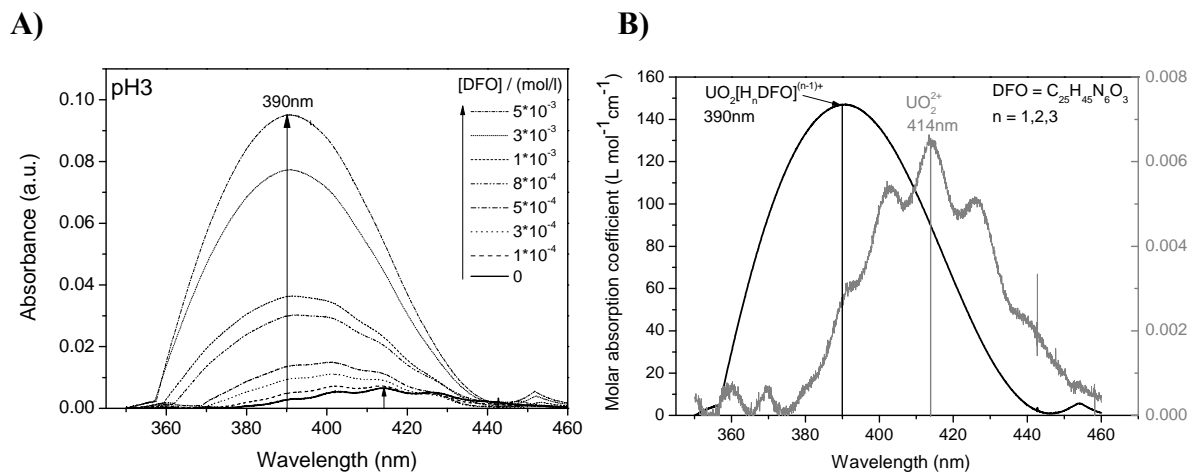 A)
pH3
390nm
[DFO] / (mol/l)
5*10⁻³
3*10⁻³
1*10⁻³
8*10⁻⁴
5*10⁻⁴
3*10⁻⁴
1*10⁻⁴
0
Absorbance (a.u.)
0.10
0.08
0.06
0.04
0.02
0.00
360 380 400 420 440 460
Wavelength (nm)
B)
UO₂[HₙDFO]⁽ⁿ⁻¹⁾⁺
390nm
UO₂²⁺
414nm
DFO = C₂₅H₄₅N₆O₃
n = 1,2,3
Molar absorption coefficient (L mol⁻¹cm⁻¹)
160
140
120
100
80
60
40
20
0
0.008
0.006
0.004
0.002
0.000
360 380 400 420 440 460
Wavelength (nm)